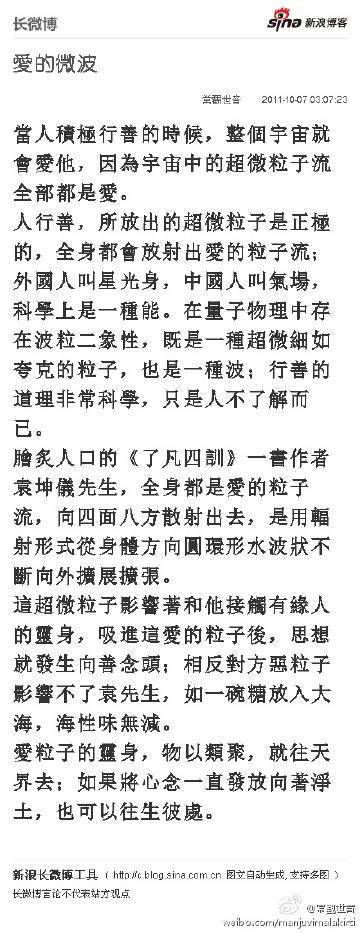 长微博
sina 新浪博客
愛的微波
常觀世音 2011-10-07 03:07:23
當人積極行善的時候，整個宇宙就
會愛他，因為宇宙中的超微粒子流
全部都是愛。
人行善，所放出的超微粒子是正極
的，全身都會放射出愛的粒子流；
外國人叫星光身，中國人叫氣場，
科學上是一種能。在量子物理中存
在波粒二象性，既是一種超微細如
夸克的粒子，也是一種波；行善的
道理非常科學，只是人不了解而
已。
膾炙人口的《了凡四訓》一書作者
袁坤儀先生，全身都是愛的粒子
流，向四面八方散射出去，是用輻
射形式從身體方向圓環形水波狀不
斷向外擴展擴張。
這超微粒子影響著和他接觸有緣人
的靈身，吸進這愛的粒子後，思想
就發生向善念頭；相反對方惡粒子
影響不了袁先生，如一碗糖放入大
海，海性味無減。
愛粒子的靈身，物以類聚，就往天
界去；如果將心念一直發放向著淨
土，也可以往生彼處。
新浪长微博工具（ http://c.blog.sina.com.cn 图文自动生成，支持多图 ）
长微博言论不代表站方观点
@常觀世音
weibo.com/manjuvimalakirti